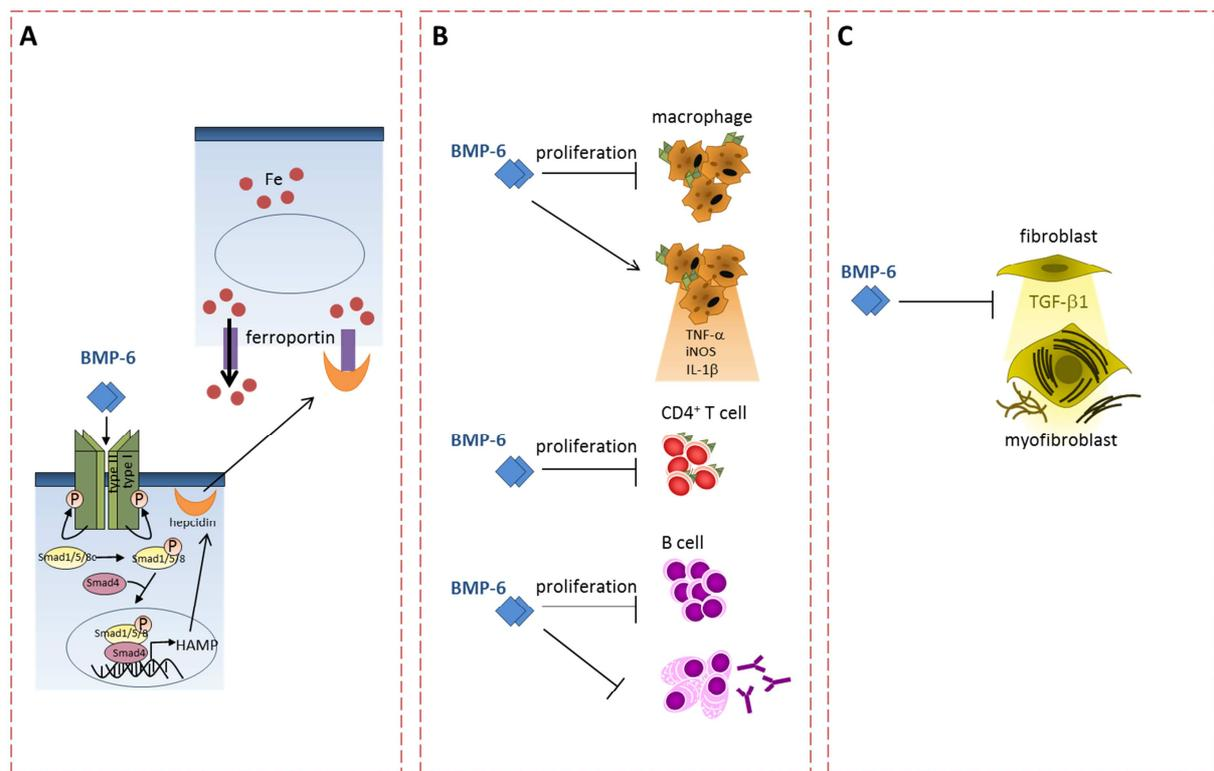 A
Fe
ferroportin
BMP-6
type II
type I
P
P
hepcidin
Smad1/5/8c
Smad1/5/8
P
Smad4
P
Smad1/5/8
Smad4
HAMP
B
macrophage
BMP-6
proliferation
TNF-α
iNOS
IL-1β
CD4⁺ T cell
BMP-6
proliferation
B cell
BMP-6
proliferation
C
fibroblast
BMP-6
TGF-β1
myofibroblast